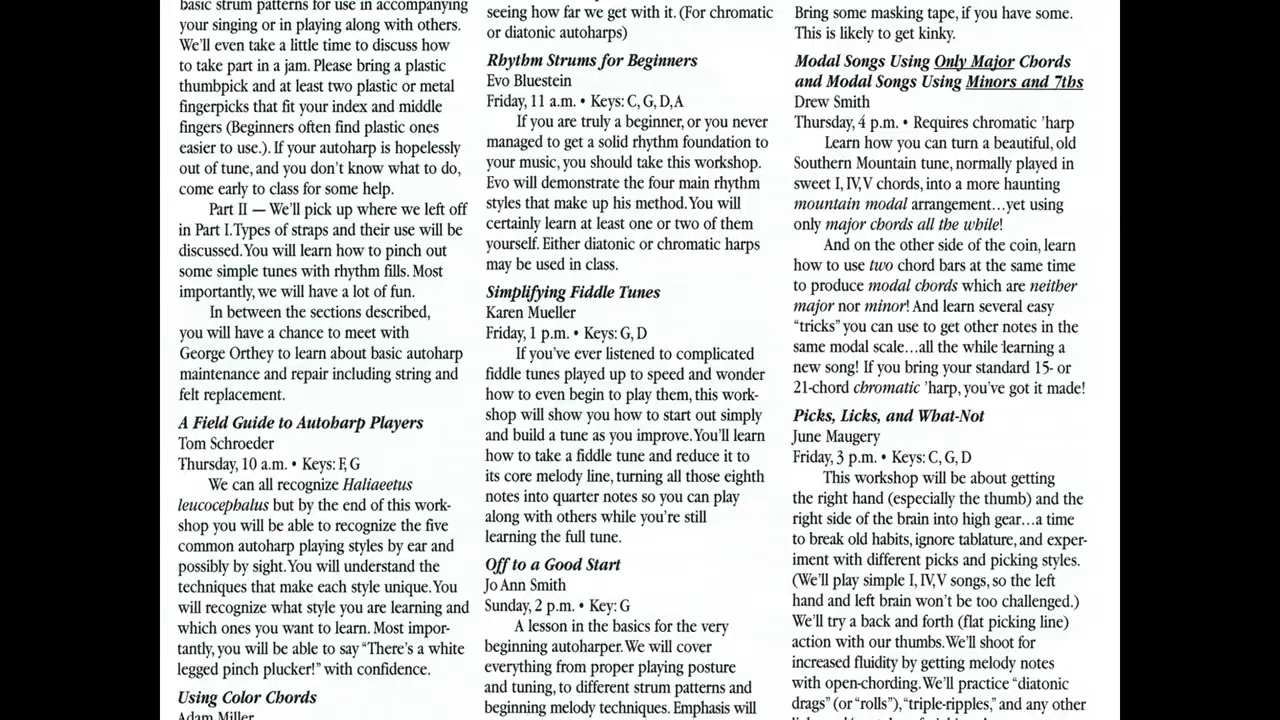 basic strum patterns for use in accompanying
your singing or in playing along with others.
We'll even take a little time to discuss how
to take part in a jam. Please bring a plastic
thumbpick and at least two plastic or metal
fingerpicks that fit your index and middle
fingers (Beginners often find plastic ones
easier to use.). If your autoharp is hopelessly
out of tune, and you don't know what to do,
come early to class for some help.
Part II — We'll pick up where we left off
in Part I. Types of straps and their use will be
discussed. You will learn how to pinch out
some simple tunes with rhythm fills. Most
importantly, we will have a lot of fun.
In between the sections described,
you will have a chance to meet with
George Orthey to learn about basic autoharp
maintenance and repair including string and
felt replacement.
A Field Guide to Autoharp Players
Tom Schroeder
Thursday, 10 a.m. • Keys: F, G
We can all recognize Haliaeetus
leucocephalus but by the end of this work-
shop you will be able to recognize the five
common autoharp playing styles by ear and
possibly by sight. You will understand the
techniques that make each style unique. You
will recognize what style you are learning and
which ones you want to learn. Most impor-
tantly, you will be able to say "There's a white
legged pinch plucker!" with confidence.
Using Color Chords
Adam Miller
seeing how far we get with it. (For chromatic
or diatonic autoharps)
Rhythm Strums for Beginners
Evo Bluestein
Friday, 11 a.m. • Keys: C, G, D, A
If you are truly a beginner, or you never
managed to get a solid rhythm foundation to
your music, you should take this workshop.
Evo will demonstrate the four main rhythm
styles that make up his method. You will
certainly learn at least one or two of them
yourself. Either diatonic or chromatic harps
may be used in class.
Simplifying Fiddle Tunes
Karen Mueller
Friday, 1 p.m. • Keys: G, D
If you've ever listened to complicated
fiddle tunes played up to speed and wonder
how to even begin to play them, this work-
shop will show you how to start out simply
and build a tune as you improve. You'll learn
how to take a fiddle tune and reduce it to
its core melody line, turning all those eighth
notes into quarter notes so you can play
along with others while you're still
learning the full tune.
Off to a Good Start
Jo Ann Smith
Sunday, 2 p.m. • Key: G
A lesson in the basics for the very
beginning autoharper. We will cover
everything from proper playing posture
and tuning, to different strum patterns and
beginning melody techniques. Emphasis will
Bring some masking tape, if you have some.
This is likely to get kinky.
Modal Songs Using Only Major Chords
and Modal Songs Using Minors and 7ths
Drew Smith
Thursday, 4 p.m. • Requires chromatic 'harp
Learn how you can turn a beautiful, old
Southern Mountain tune, normally played in
sweet I, IV, V chords, into a more haunting
mountain modal arrangement...yet using
only major chords all the while!
And on the other side of the coin, learn
how to use two chord bars at the same time
to produce modal chords which are neither
major nor minor! And learn several easy
"tricks" you can use to get other notes in the
same modal scale...all the while learning a
new song! If you bring your standard 15- or
21-chord chromatic 'harp, you've got it made!
Picks, Licks, and What-Not
June Maugery
Friday, 3 p.m. • Keys: C, G, D
This workshop will be about getting
the right hand (especially the thumb) and the
right side of the brain into high gear...a time
to break old habits, ignore tablature, and exper-
iment with different picks and picking styles.
(We'll play simple I, IV, V songs, so the left
hand and left brain won't be too challenged.)
We'll try a back and forth (flat picking line)
action with our thumbs. We'll shoot for
increased fluidity by getting melody notes
with open-chording. We'll practice "diatonic
drags" (or "rolls"), "triple-ripples," and any other